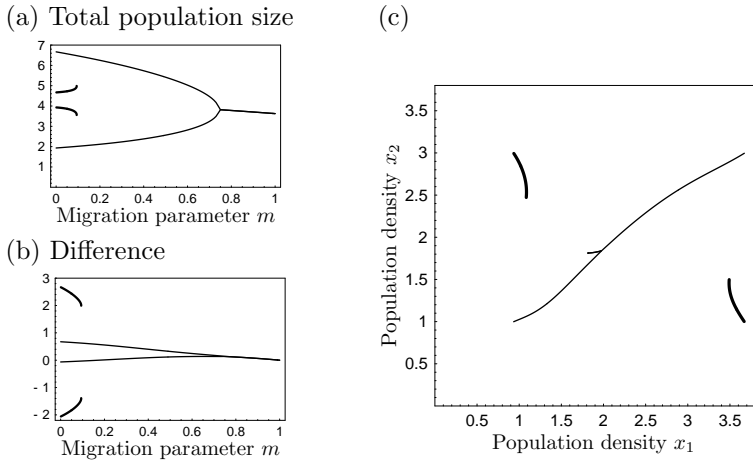 (a) Total population size
7
6
5
4
3
2
1
0 0.2 0.4 0.6 0.8 1
Migration parameter m
(b) Difference
3
2
1
0
- 1
- 2
0 0.2 0.4 0.6 0.8 1
Migration parameter m
(c)
Population density x₂
3.5
3
2.5
2
1.5
1
0.5
0.5 1 1.5 2 2.5 3 3.5
Population density x₁